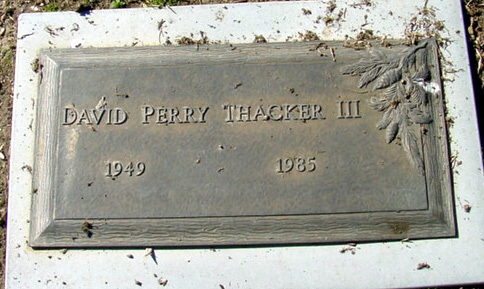 DAVID PERRY THACKER III
1949 1985